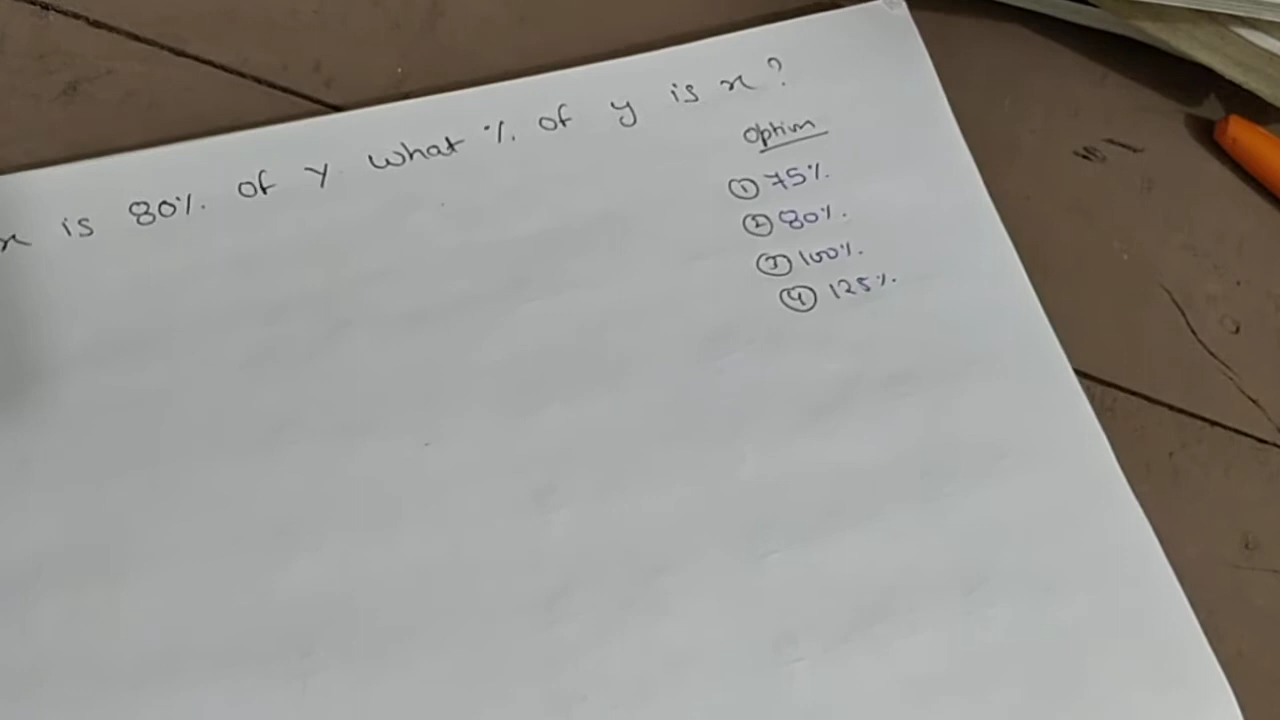 x is 80% of y what % of y is x?
Option
① 75%.
② 80%.
③ 100%.
④ 125%.